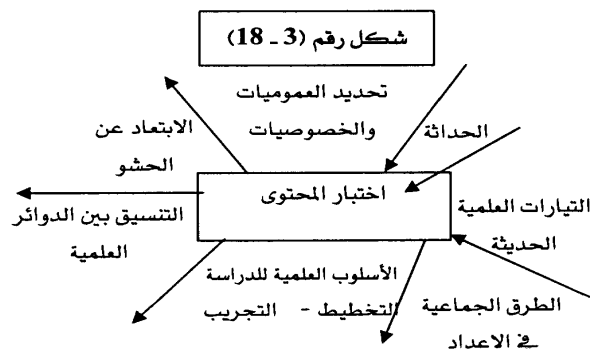 شكل رقم (3 ـ 18)
تحديد العموميات
والخصوصيات
الحداثة
الابتعاد عن
الحشو
اختبار المحتوى
التيارات العلمية
الحديثة
التنسيق بين الدوائر
العلمية
الأسلوب العلمية للدراسة
التخطيط - التجريب
الطرق الجماعية
في الاعداد